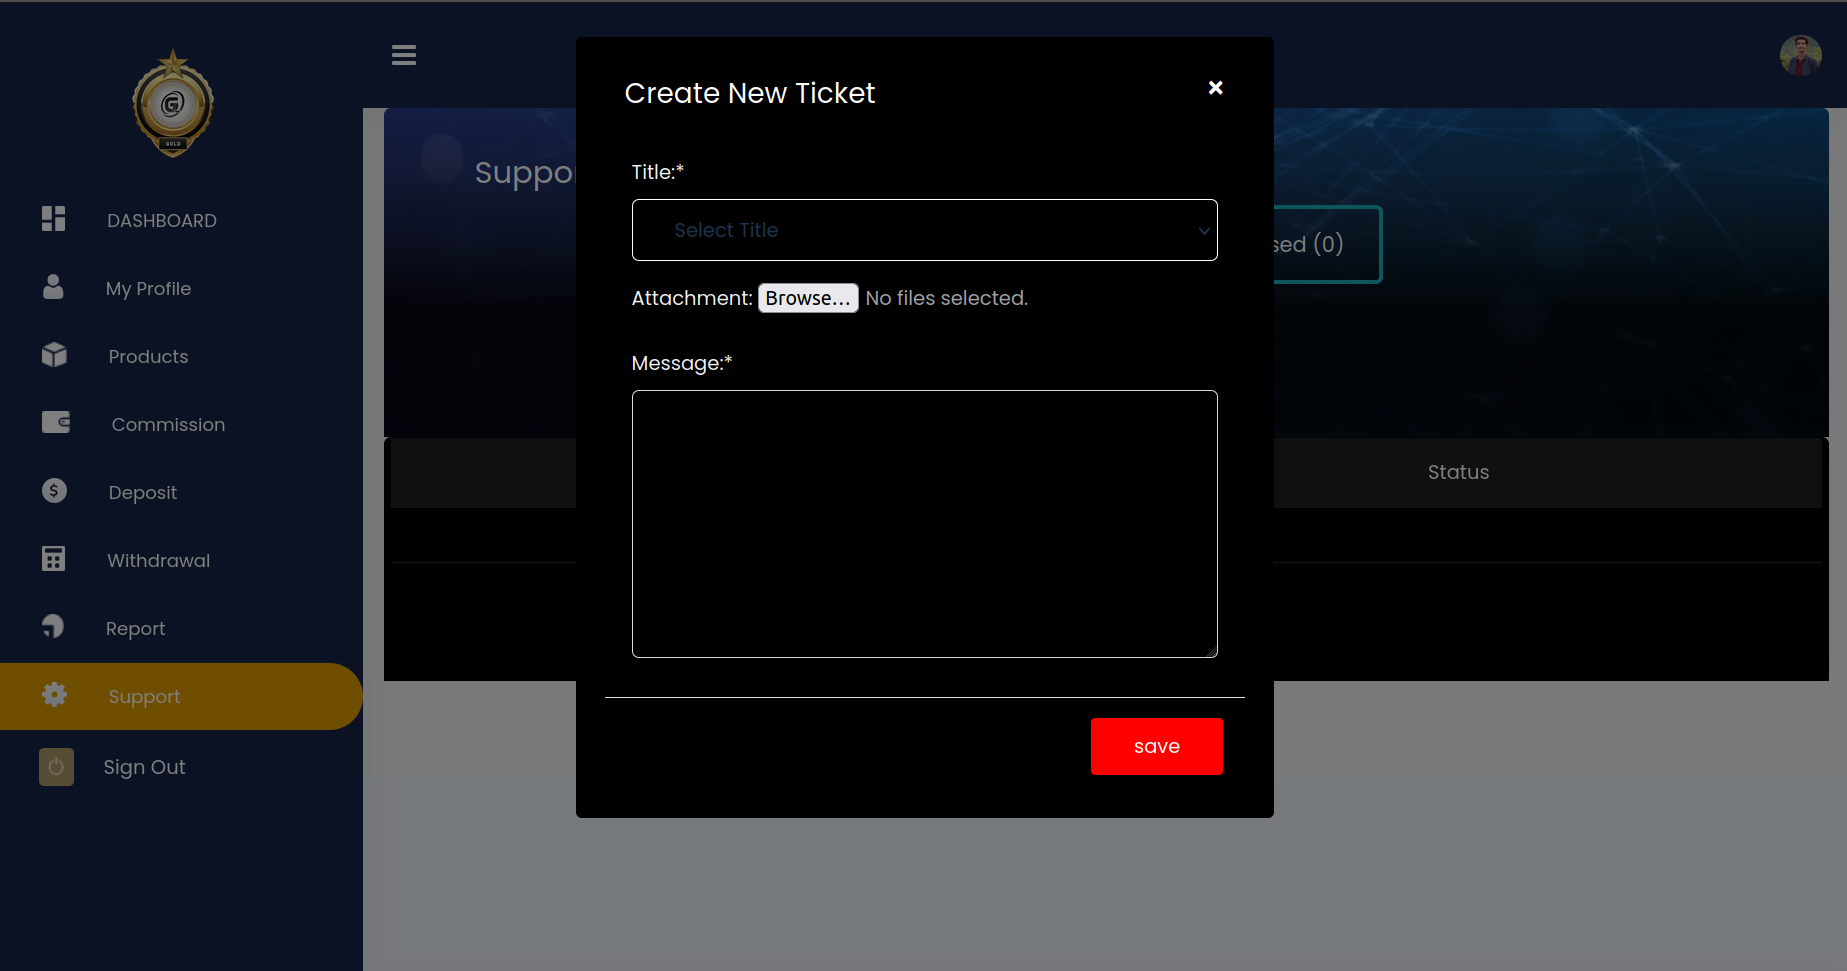 GOLD
DASHBOARD
My Profile
Products
Commission
Deposit
Withdrawal
Report
Support
Sign Out
Create New Ticket
Title:*
Select Title
Attachment: Browse... No files selected.
Message:*
save
Suppo
sed (0)
Status